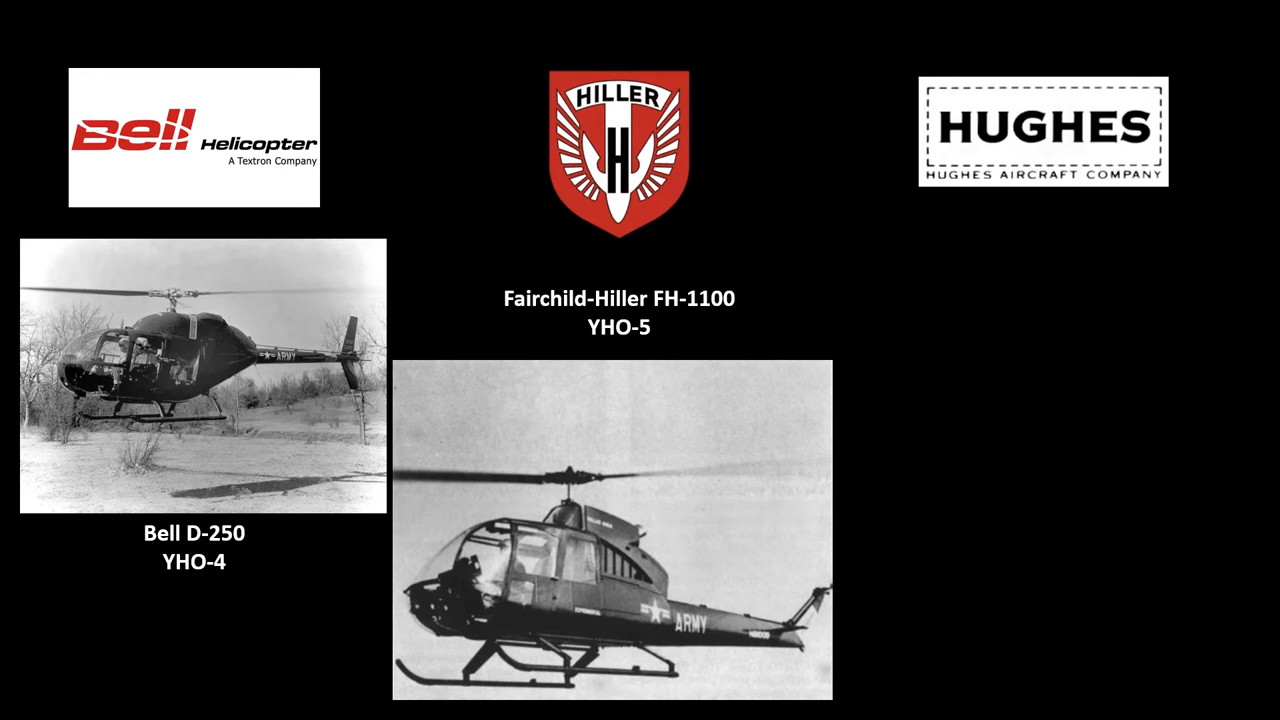 Bell Helicopter
A Textron Company
HILLER
H
HUGHES
HUGHES AIRCRAFT COMPANY
ARMY
Bell D-250
YHO-4
Fairchild-Hiller FH-1100
YHO-5
ARMY